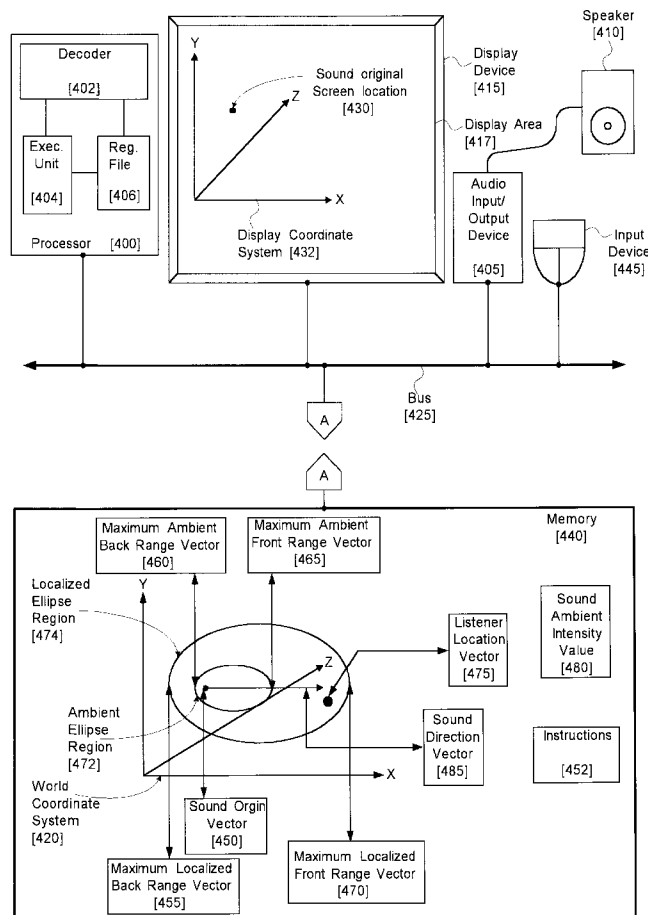 Decoder
[402]
Exec.
Unit
[404]
Reg.
File
[406]
Processor [400]
Y
Sound original
Screen location
[430]
Z
X
Display Coordinate
System [432]
Display
Device
[415]
Display Area
[417]
Speaker
[410]
Audio
Input/
Output
Device
[405]
Input
Device
[445]
Bus
[425]
A
A
Memory
[440]
Maximum Ambient
Back Range Vector
[460]
Maximum Ambient
Front Range Vector
[465]
Localized
Ellipse
Region
[474]
Y
Z
X
Ambient
Ellipse
Region
[472]
World
Coordinate
System
[420]
Listener
Location
Vector
[475]
Sound
Ambient
Intensity
Value
[480]
Sound
Direction
Vector
[485]
Instructions
[452]
Sound Orgin
Vector
[450]
Maximum Localized
Back Range Vector
[455]
Maximum Localized
Front Range Vector
[470]